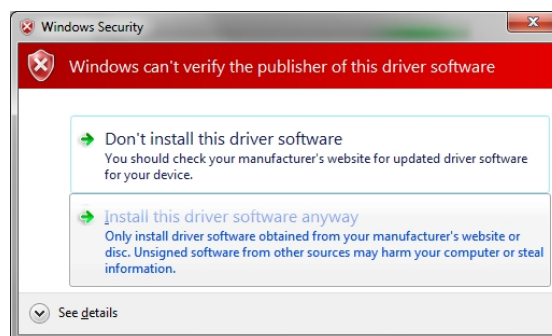 Windows Security
Windows can't verify the publisher of this driver software
Don't install this driver software
You should check your manufacturer's website for updated driver software
for your device.
Install this driver software anyway
Only install driver software obtained from your manufacturer's website or
disc. Unsigned software from other sources may harm your computer or steal
information.
See details